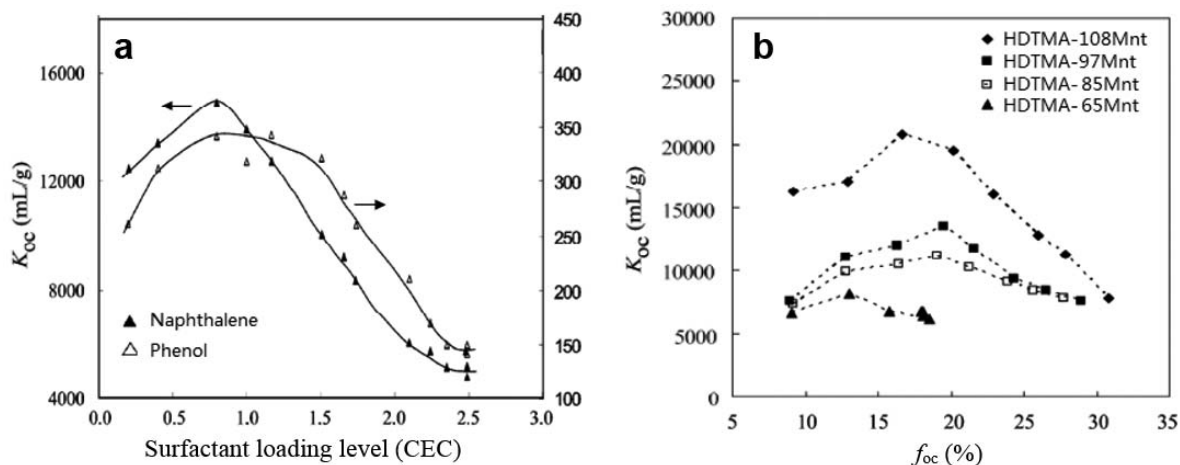 a
K_OC (mL/g)
16000
12000
8000
4000
450
400
350
300
250
200
150
100
Naphthalene
Phenol
0.0 0.5 1.0 1.5 2.0 2.5 3.0
Surfactant loading level (CEC)
b
K_OC (mL/g)
30000
25000
20000
15000
10000
5000
0
HDTMA-108Mnt
HDTMA-97Mnt
HDTMA-85Mnt
HDTMA-65Mnt
5 10 15 20 25 30 35
f_oc (%)